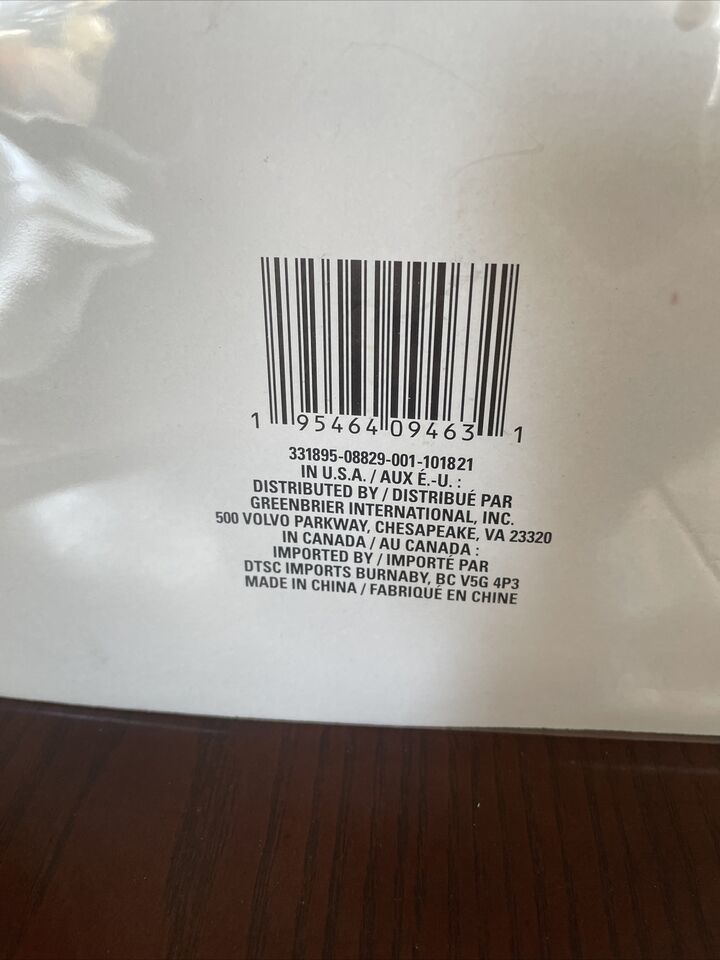 1 95464 09463 1
331895-08829-001-101821
IN U.S.A. / AUX É.-U. :
DISTRIBUTED BY / DISTRIBUÉ PAR
GREENBRIER INTERNATIONAL, INC.
500 VOLVO PARKWAY, CHESAPEAKE, VA 23320
IN CANADA / AU CANADA :
IMPORTED BY / IMPORTÉ PAR
DTSC IMPORTS BURNABY, BC V5G 4P3
MADE IN CHINA / FABRIQUÉ EN CHINE